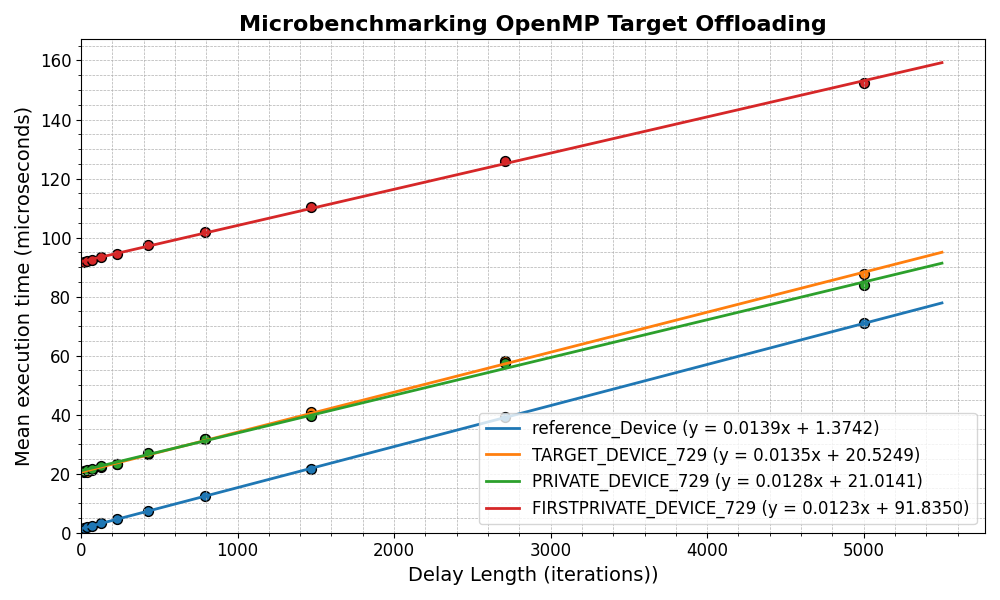 Microbenchmarking OpenMP Target Offloading
Mean execution time (microseconds)
160
140
120
100
80
60
40
20
0
0 1000 2000 3000 4000 5000
Delay Length (iterations))
reference_Device (y = 0.0139x + 1.3742)
TARGET_DEVICE_729 (y = 0.0135x + 20.5249)
PRIVATE_DEVICE_729 (y = 0.0128x + 21.0141)
FIRSTPRIVATE_DEVICE_729 (y = 0.0123x + 91.8350)